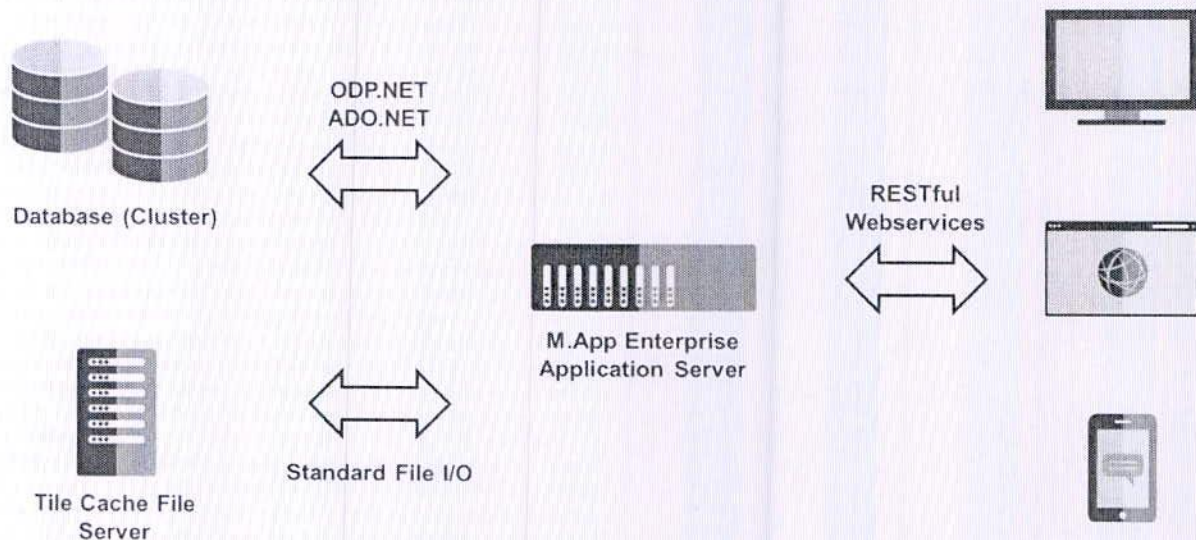 ODP.NET
ADO.NET
Database (Cluster)
RESTful
Webservices
M.App Enterprise
Application Server
Standard File I/O
Tile Cache File
Server